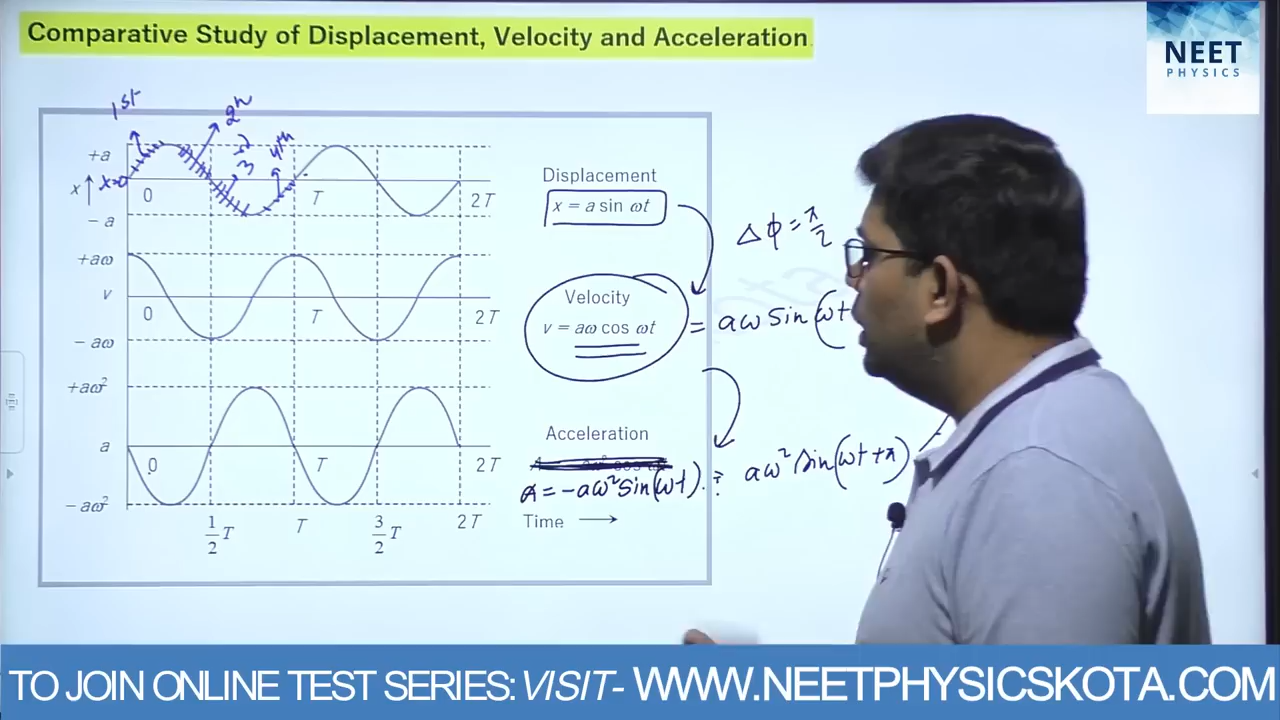 Comparative Study of Displacement, Velocity and Acceleration.
NEET
PHYSICS
1st
2n
3rd
4th
+a
x ↑ x=0
0
T
2T
− a
Displacement
x = a sin ωt
Δϕ = π/2
+aω
v
0
T
2T
− aω
Velocity
v = aω cos ωt = aω sin (ωt
+aω²
a
0
T
2T
− aω²
Acceleration
A = −aω² sin(ωt). = aω² sin(ωt+π)
1/2 T
T
3/2 T
2T
Time →
TO JOIN ONLINE TEST SERIES: VISIT- WWW.NEETPHYSICSKOTA.COM